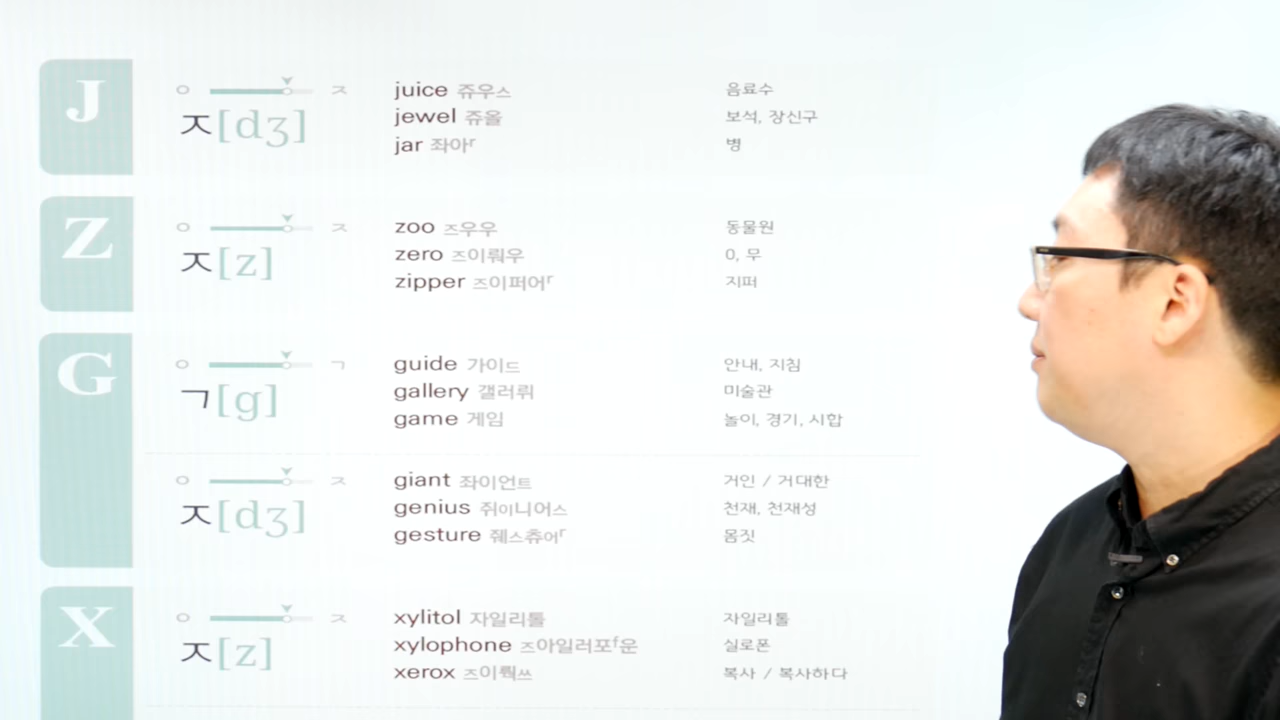 J
ㅇ ㅈ
ㅈ[dʒ]
juice 쥬우스 음료수
jewel 쥬올 보석, 장신구
jar 좌아r 병
Z
ㅇ ㅈ
ㅈ[z]
zoo 즈우우 동물원
zero 즈이뤄우 0, 무
zipper 즈이퍼어r 지퍼
G
ㅇ ㄱ
ㄱ[g]
guide 가이드 안내, 지침
gallery 갤러뤼 미술관
game 게임 놀이, 경기, 시합
ㅇ ㅈ
ㅈ[dʒ]
giant 좌이언트 거인 / 거대한
genius 쥐이니어스 천재, 천재성
gesture 줴스츄어r 몸짓
X
ㅇ ㅈ
ㅈ[z]
xylitol 자일리톨 자일리톨
xylophone 즈아일러포f운 실로폰
xerox 즈이뤅쓰 복사 / 복사하다